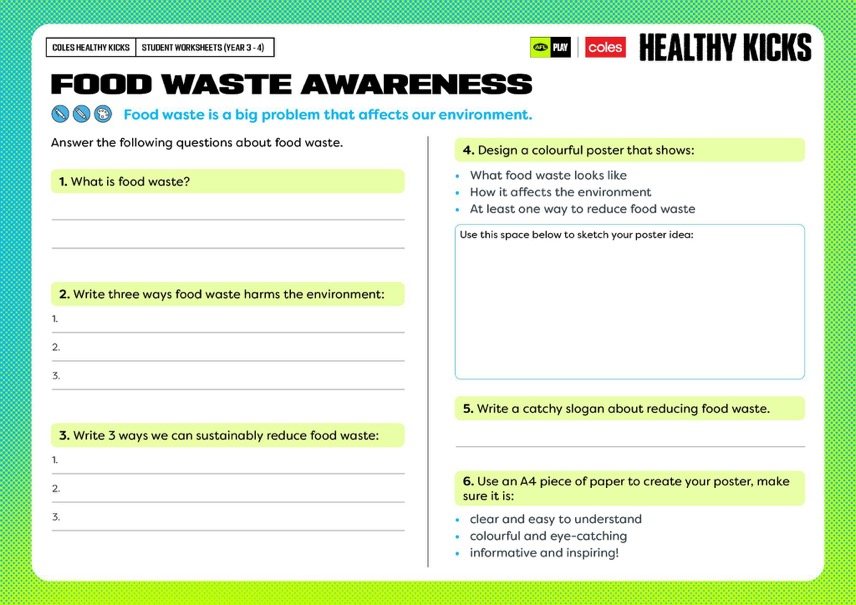 COLES HEALTHY KICKS | STUDENT WORKSHEETS (YEAR 3 - 4)
AFL PLAY | coles HEALTHY KICKS
FOOD WASTE AWARENESS
Food waste is a big problem that affects our environment.
Answer the following questions about food waste.
1. What is food waste?
2. Write three ways food waste harms the environment:
1.
2.
3.
3. Write 3 ways we can sustainably reduce food waste:
1.
2.
3.
4. Design a colourful poster that shows:
• What food waste looks like
• How it affects the environment
• At least one way to reduce food waste
Use this space below to sketch your poster idea:
5. Write a catchy slogan about reducing food waste.
6. Use an A4 piece of paper to create your poster, make
sure it is:
• clear and easy to understand
• colourful and eye-catching
• informative and inspiring!